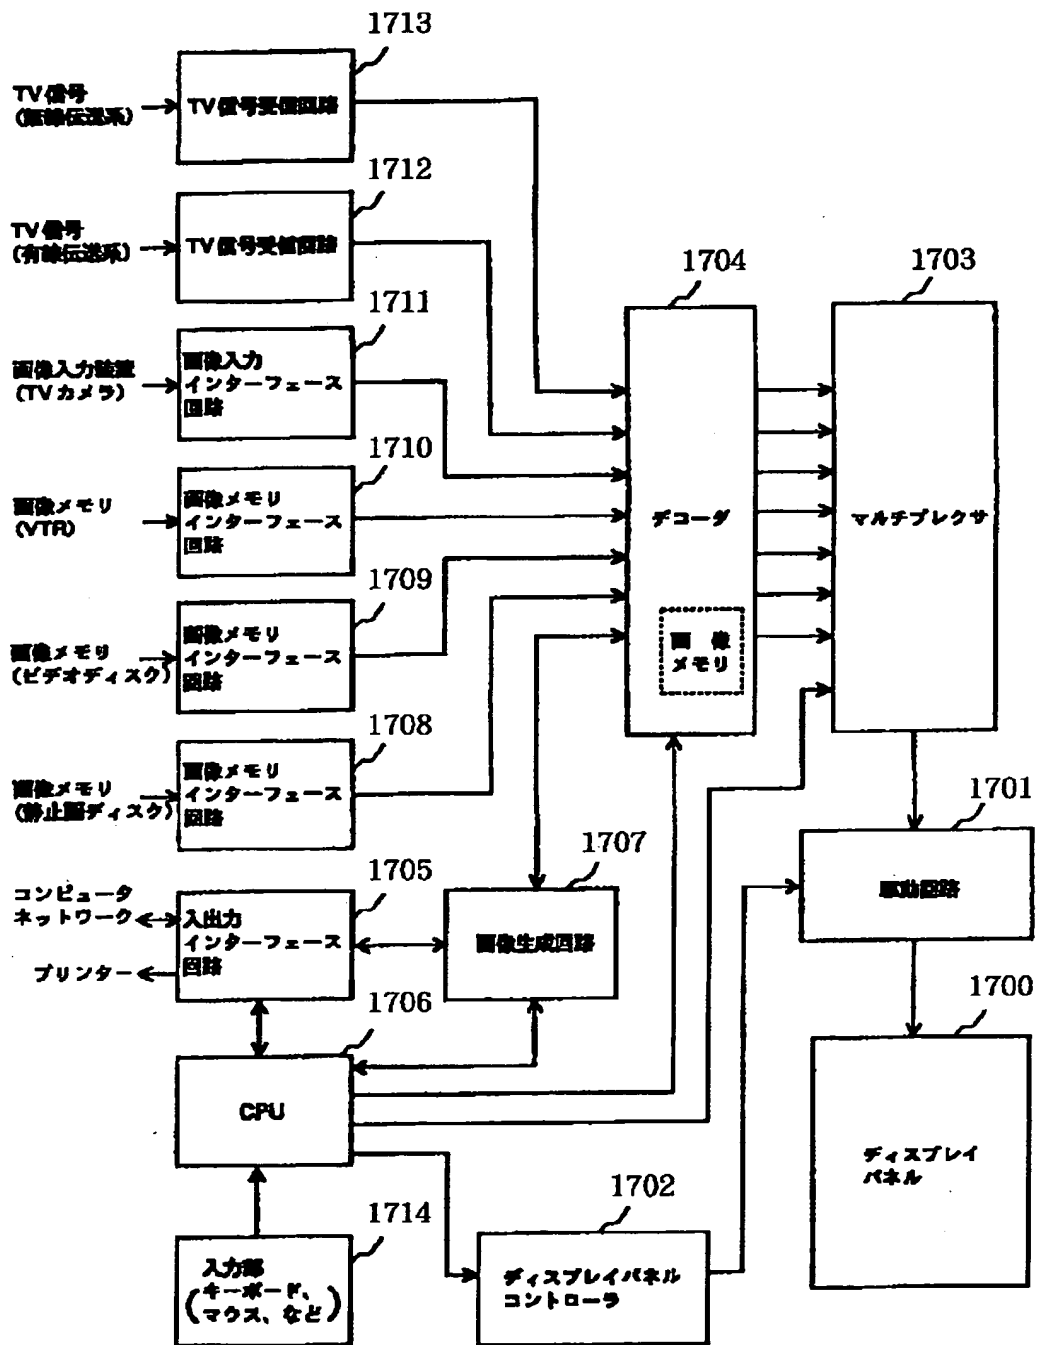 1713
TV信号
(無線伝送系)
TV信号受信回路
1712
TV信号
(有線伝送系)
TV信号受信回路
1711
画像入力装置
(TVカメラ)
画像入力
インターフェース
回路
1710
画像メモリ
(VTR)
画像メモリ
インターフェース
回路
1709
画像メモリ
(ビデオディスク)
画像メモリ
インターフェース
回路
1708
画像メモリ
(静止画ディスク)
画像メモリ
インターフェース
回路
1705
コンピュータ
ネットワーク
プリンター
入出力
インターフェース
回路
1707
画像生成回路
1706
CPU
1714
入力部
(キーボード、
マウス、など)
1704
デコーダ
画像
メモリ
1703
マルチプレクサ
1701
駆動回路
1700
ディスプレイ
パネル
1702
ディスプレイパネル
コントローラ